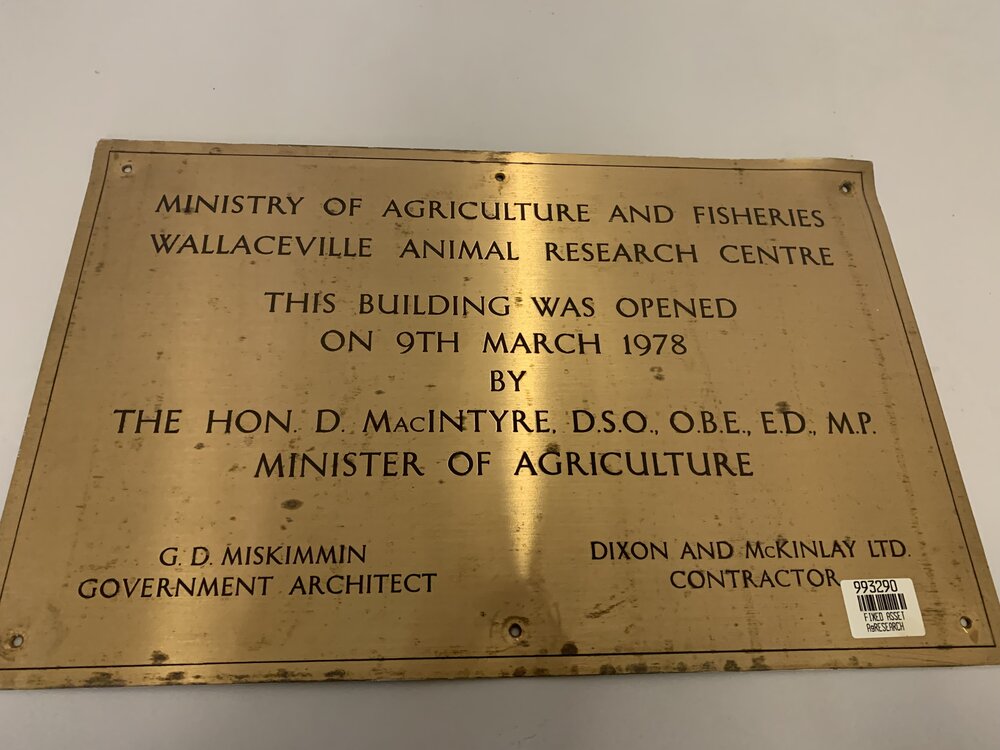 MINISTRY OF AGRICULTURE AND FISHERIES
WALLACEVILLE ANIMAL RESEARCH CENTRE
THIS BUILDING WAS OPENED
ON 9TH MARCH 1978
BY
THE HON. D. MACINTYRE, D.S.O., O.B.E., E.D., M.P.
MINISTER OF AGRICULTURE
G. D. MISKIMMIN
GOVERNMENT ARCHITECT
DIXON AND McKINLAY LTD.
CONTRACTOR
993290
FIXED ASSET
AgRESEARCH